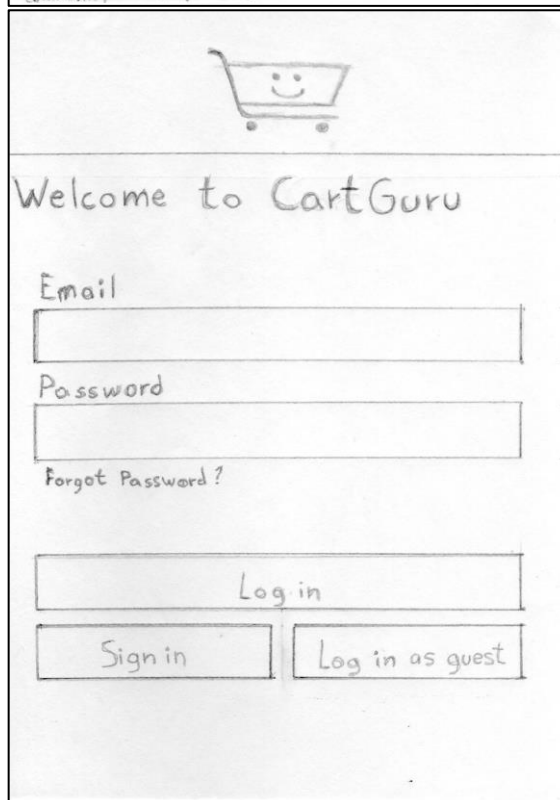 Welcome to CartGuru
Email
Password
Forgot Password?
Log in
Sign in
Log in as guest